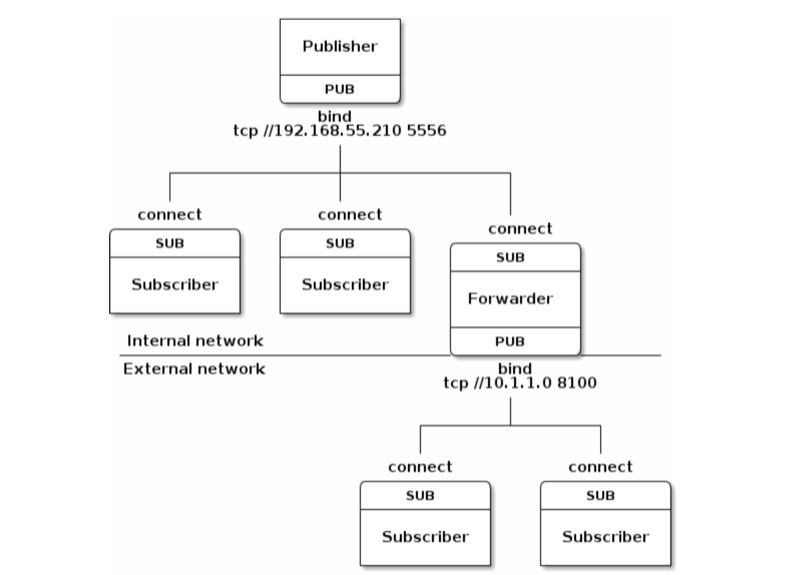 Publisher
PUB
bind
tcp //192.168.55.210 5556
connect
connect
connect
SUB
SUB
SUB
Subscriber
Subscriber
Forwarder
PUB
Internal network
External network
bind
tcp //10.1.1.0 8100
connect
connect
SUB
SUB
Subscriber
Subscriber